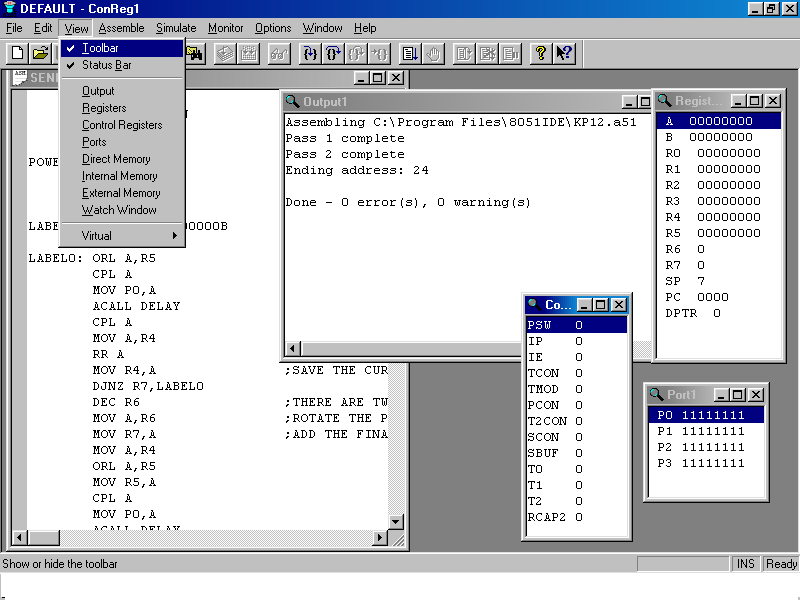 DEFAULT - ConReg1
File Edit View Assemble Simulate Monitor Options Window Help
Toolbar
Status Bar
Output
Registers
Control Registers
Ports
Direct Memory
Internal Memory
External Memory
Watch Window
Virtual
ASM
SEN
POWE
LABE
0000B
LABEL0: ORL A,R5
CPL A
MOV P0,A
ACALL DELAY
CPL A
MOV A,R4
RR A
MOV R4,A ;SAVE THE CUR
DJNZ R7,LABEL0
DEC R6 ;THERE ARE TW
MOV A,R6 ;ROTATE THE P
MOV R7,A ;ADD THE FINA
MOV A,R4
ORL A,R5
MOV R5,A
CPL A
MOV P0,A
ACALL DELAY
Output1
Assembling C:\Program Files\8051IDE\KP12.a51
Pass 1 complete
Pass 2 complete
Ending address: 24
Done - 0 error(s), 0 warning(s)
Regist...
A 00000000
B 00000000
R0 00000000
R1 00000000
R2 00000000
R3 00000000
R4 00000000
R5 00000000
R6 0
R7 0
SP 7
PC 0000
DPTR 0
Co...
PSW 0
IP 0
IE 0
TCON 0
TMOD 0
PCON 0
T2CON 0
SCON 0
SBUF 0
T0 0
T1 0
T2 0
RCAP2 0
Port1
P0 11111111
P1 11111111
P2 11111111
P3 11111111
Show or hide the toolbar
INS Ready